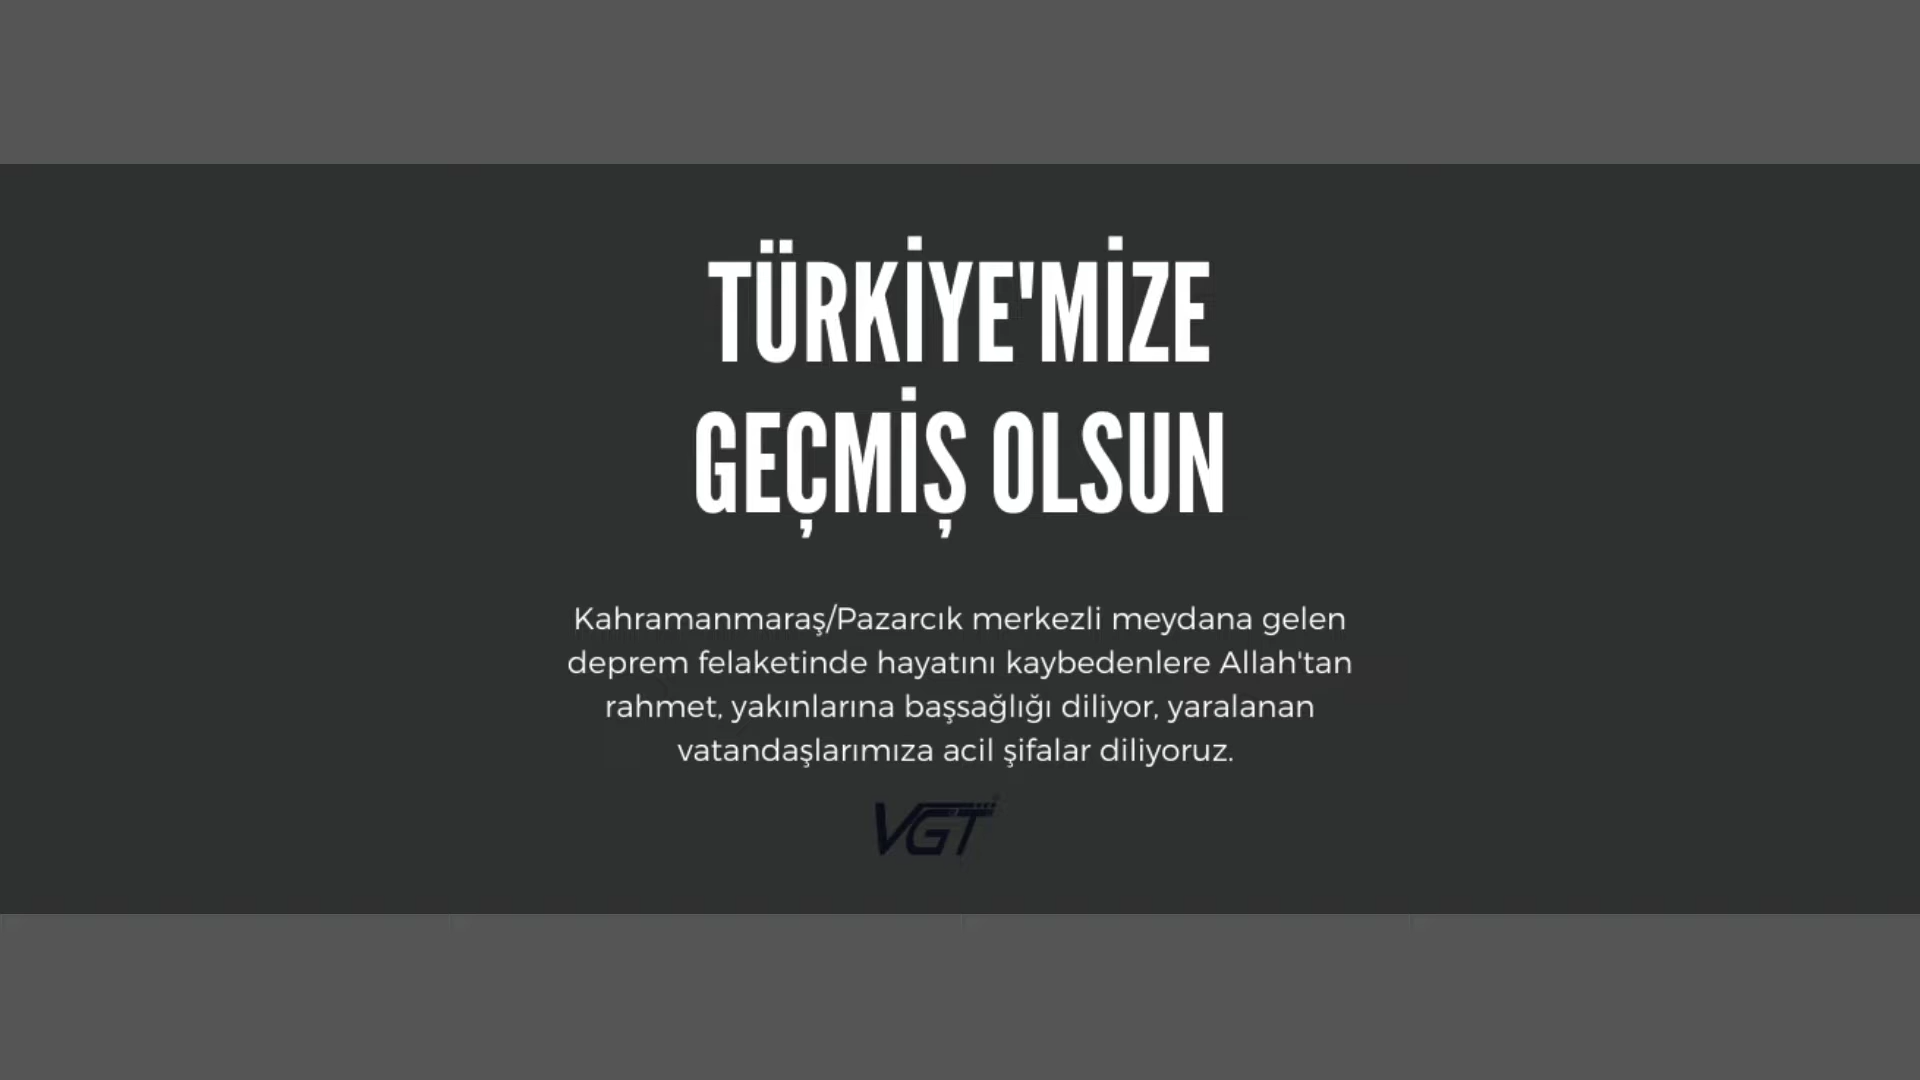 TÜRKİYE'MİZE
GEÇMİŞ OLSUN
Kahramanmaraş/Pazarcık merkezli meydana gelen
deprem felaketinde hayatını kaybedenlere Allah'tan
rahmet, yakınlarına başsağlığı diliyor, yaralanan
vatandaşlarımıza acil şifalar diliyoruz.
VGT